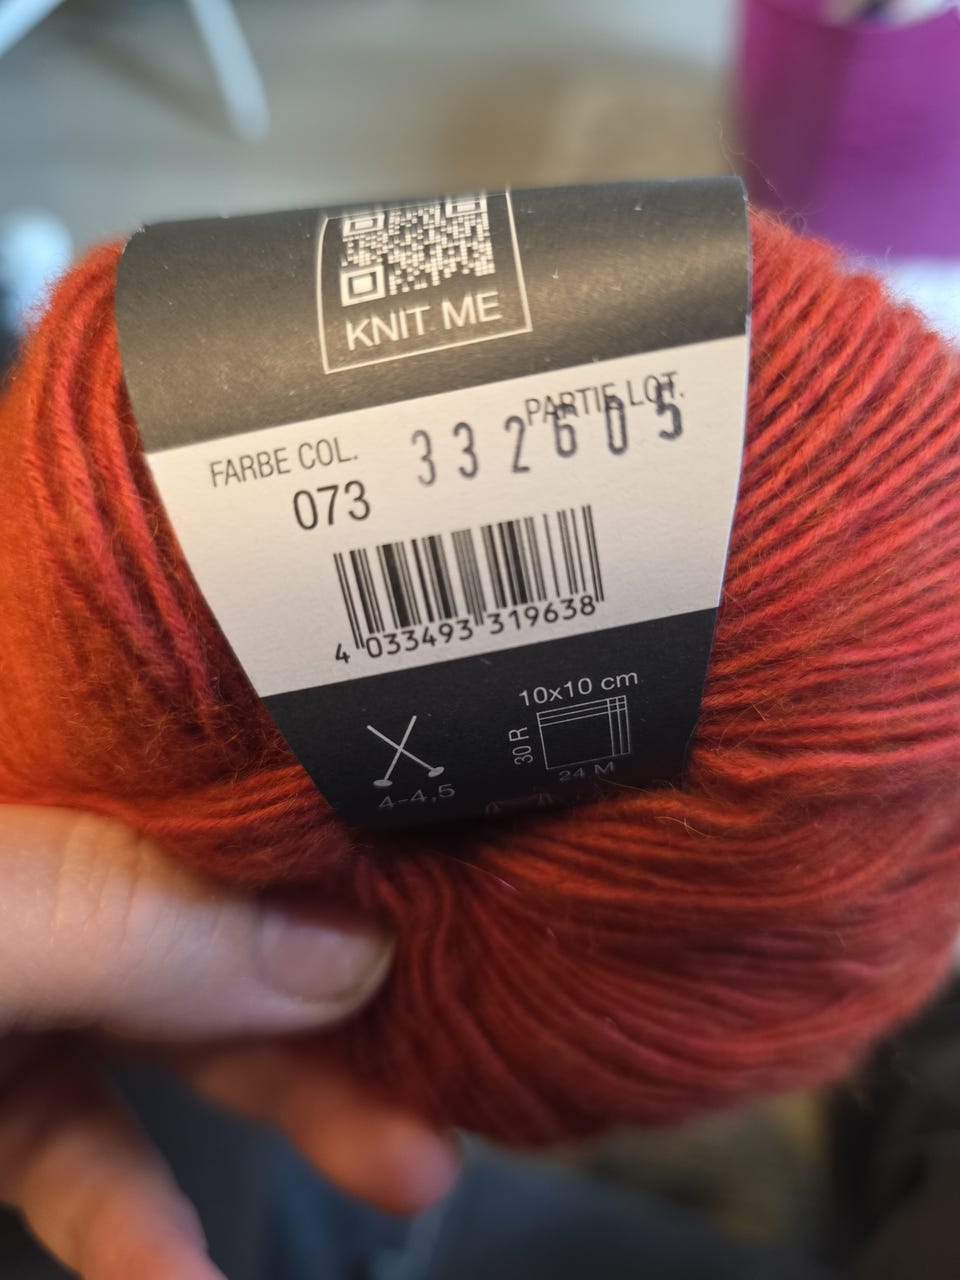 KNIT ME
FARBE COL.
PARTIE LOT.
073
332605
4 033493 319638
10x10 cm
30 R
24 M
4-4,5